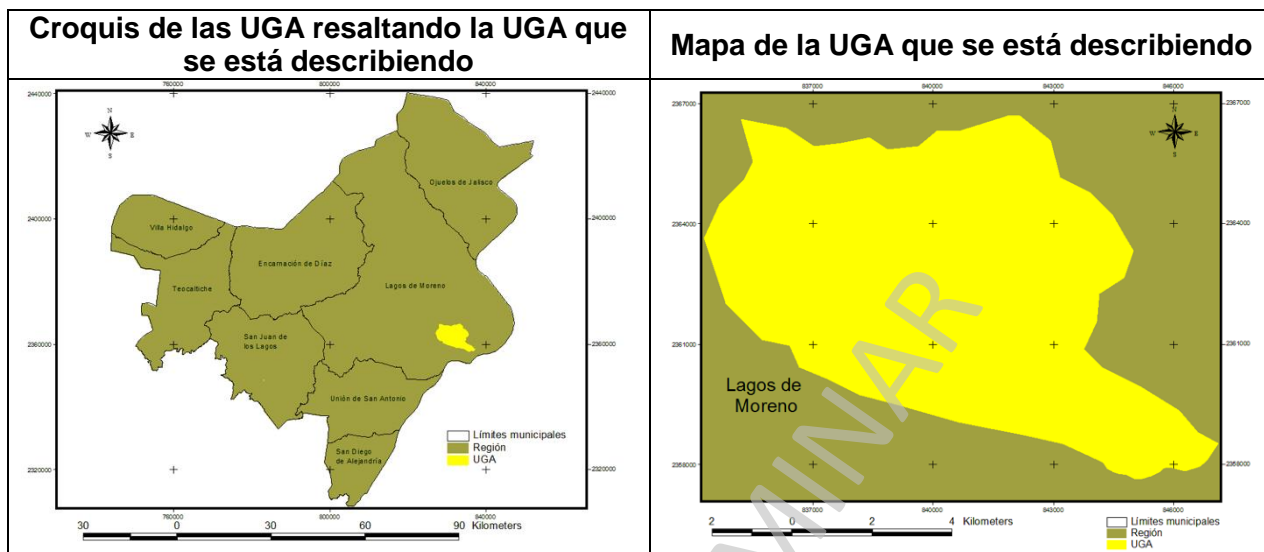 Croquis de las UGA resaltando la UGA que
se está describiendo
Mapa de la UGA que se está describiendo
760000
800000
840000
2440000
2440000
N
W
E
S
Ojuelos de Jalisco
2400000
2400000
Villa Hidalgo
Encarnación de Díaz
Teocaltiche
Lagos de Moreno
San Juan de
los Lagos
2360000
2360000
Unión de San Antonio
San Diego
de Alejandría
Límites municipales
Región
UGA
2320000
2320000
760000
800000
840000
30
0
30
60
90 Kilometers
837000
840000
843000
846000
2367000
2367000
N
W
E
S
2364000
2364000
2361000
2361000
Lagos de
Moreno
2358000
2358000
837000
840000
843000
846000
2
0
2
4 Kilometers
Límites municipales
Región
UGA
MINAR